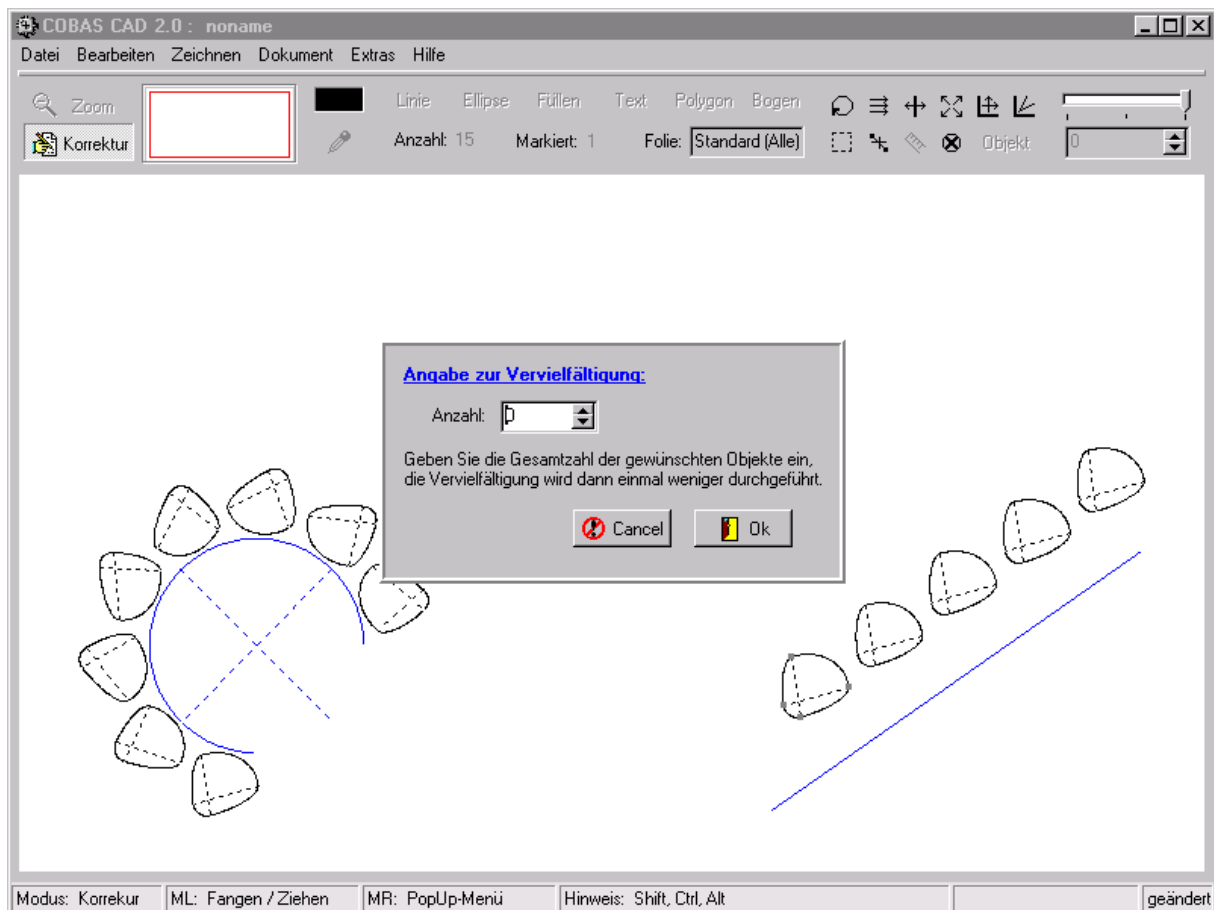 COBAS CAD 2.0 : noname
Datei Bearbeiten Zeichnen Dokument Extras Hilfe
Zoom Linie Ellipse Füllen Text Polygon Bogen
Korrektur Anzahl: 15 Markiert: 1 Folie: Standard (Alle) Objekt 0
Angabe zur Vervielfältigung:
Anzahl: 0
Geben Sie die Gesamtzahl der gewünschten Objekte ein,
die Vervielfältigung wird dann einmal weniger durchgeführt.
Cancel Ok
Modus: Korrekur ML: Fangen / Ziehen MR: PopUp-Menü Hinweis: Shift, Ctrl, Alt geändert